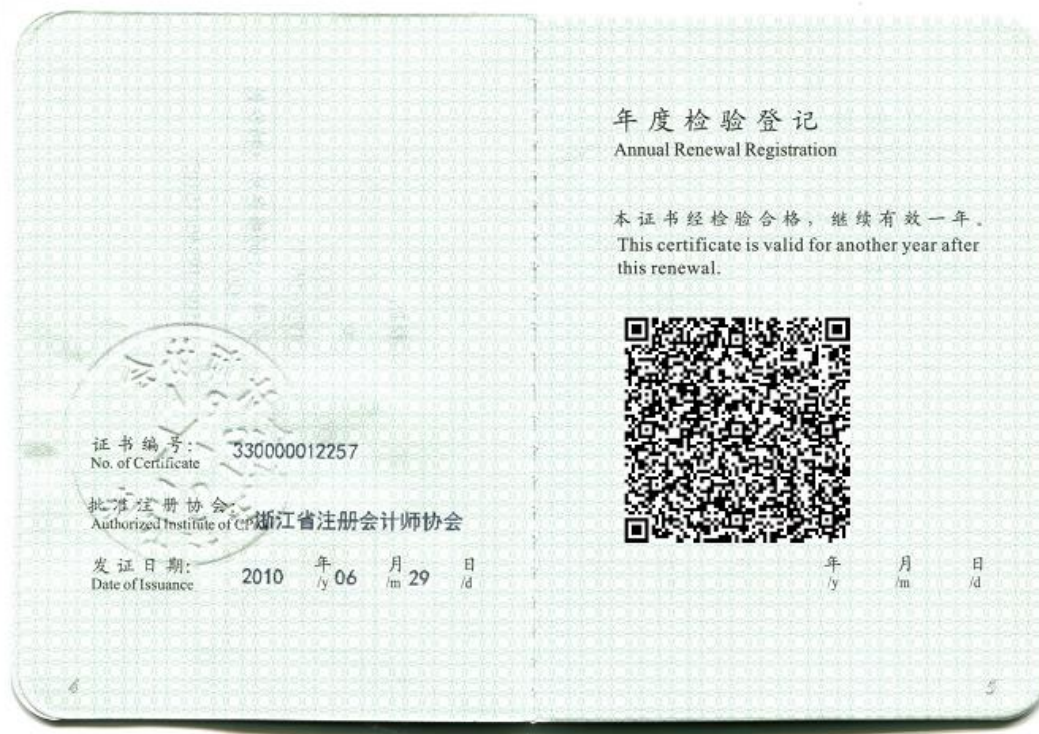 证书编号: 330000012257
No. of Certificate
批准注册协会: 浙江省注册会计师协会
Authorized Institute of CP
发证日期: 2010 年 06 月 29 日
Date of Issuance /y /m /d
6
年度检验登记
Annual Renewal Registration
本证书经检验合格，继续有效一年。
This certificate is valid for another year after
this renewal.
年 月 日
/y /m /d
5